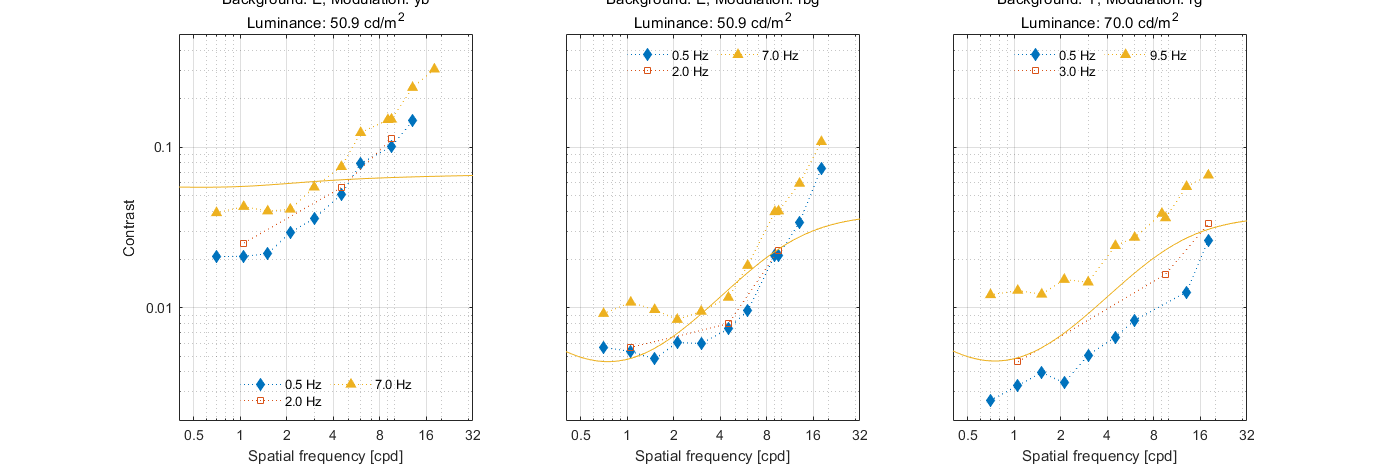 Background: E, Modulation: yb
Luminance: 50.9 cd/m²
0.1
0.01
Contrast
0.5 Hz
7.0 Hz
2.0 Hz
0.5 1 2 4 8 16 32
Spatial frequency [cpd]
Luminance: 50.9 cd/m²
0.5 Hz
7.0 Hz
2.0 Hz
0.5 1 2 4 8 16 32
Spatial frequency [cpd]
Luminance: 70.0 cd/m²
0.5 Hz
9.5 Hz
3.0 Hz
0.5 1 2 4 8 16 32
Spatial frequency [cpd]